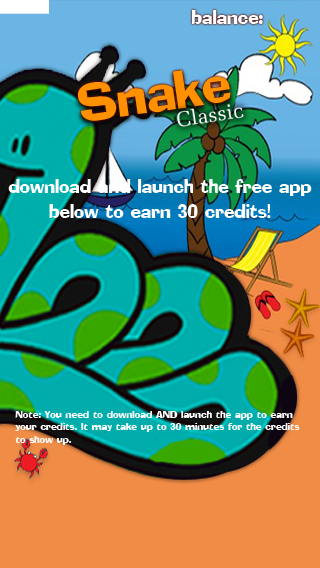 balance:
Snake
Classic
download and launch the free app
below to earn 30 credits!
Note: You need to download AND launch the app to earn
your credits. It may take up to 30 minutes for the credits
to show up.